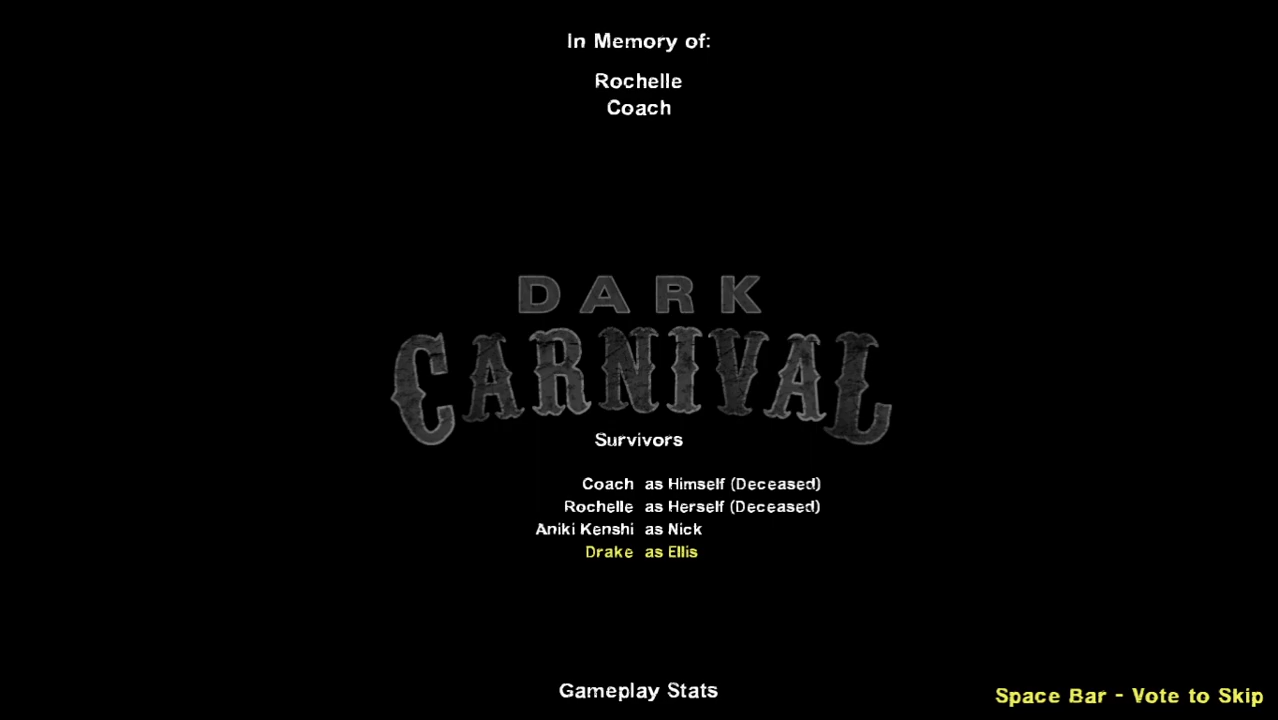 In Memory of:
Rochelle
Coach
DARK
CARNIVAL
Survivors
Coach as Himself (Deceased)
Rochelle as Herself (Deceased)
Aniki Kenshi as Nick
Drake as Ellis
Gameplay Stats
Space Bar - Vote to Skip